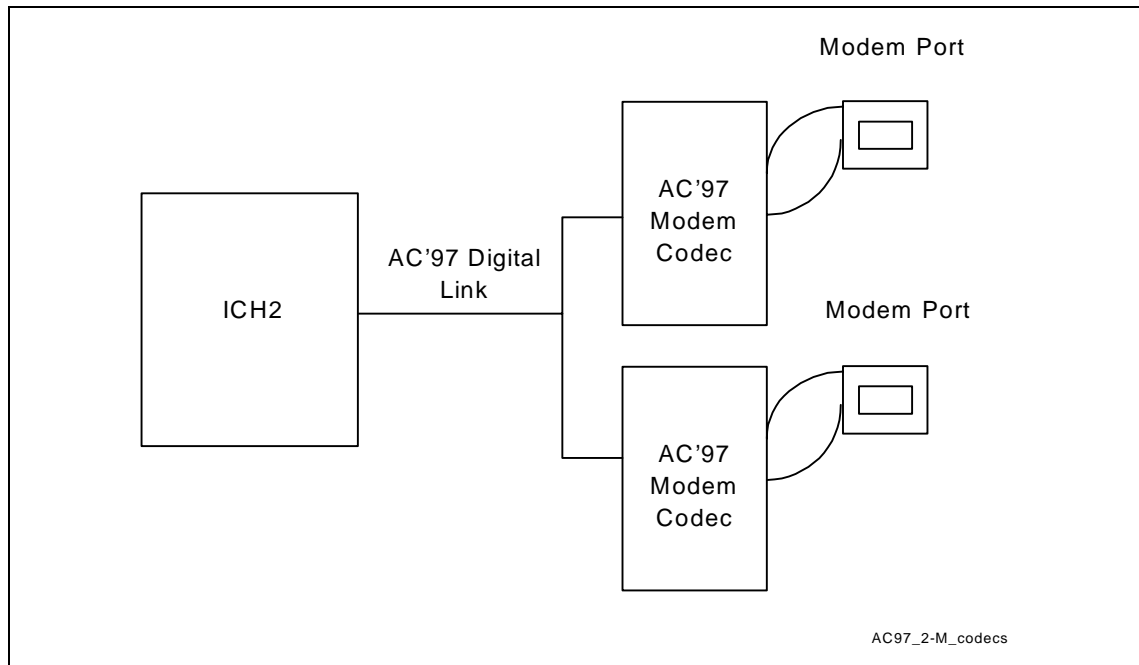 Modem Port
AC'97
Modem
Codec
AC'97 Digital
Link
ICH2
Modem Port
AC'97
Modem
Codec
AC97_2-M_codecs